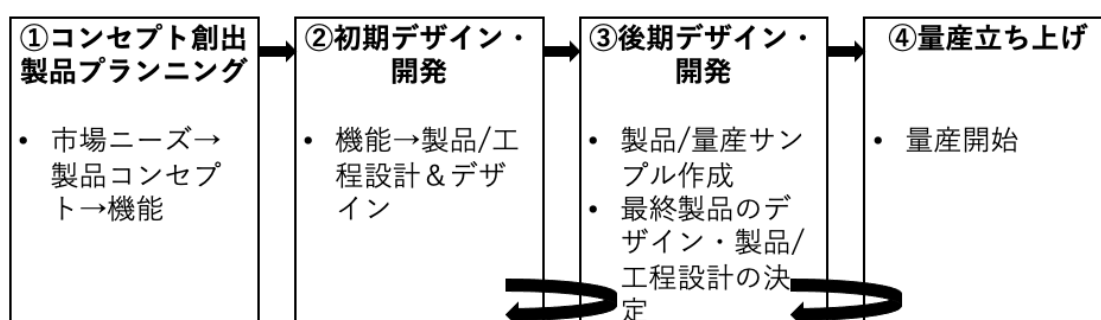 ①コンセプト創出
製品プランニング
• 市場ニーズ→
製品コンセプ
ト→機能
②初期デザイン・
開発
• 機能→製品/工
程設計＆デザ
イン
③後期デザイン・
開発
• 製品/量産サン
プル作成
• 最終製品のデ
ザイン・製品/
工程設計の決
定
④量産立ち上げ
• 量産開始